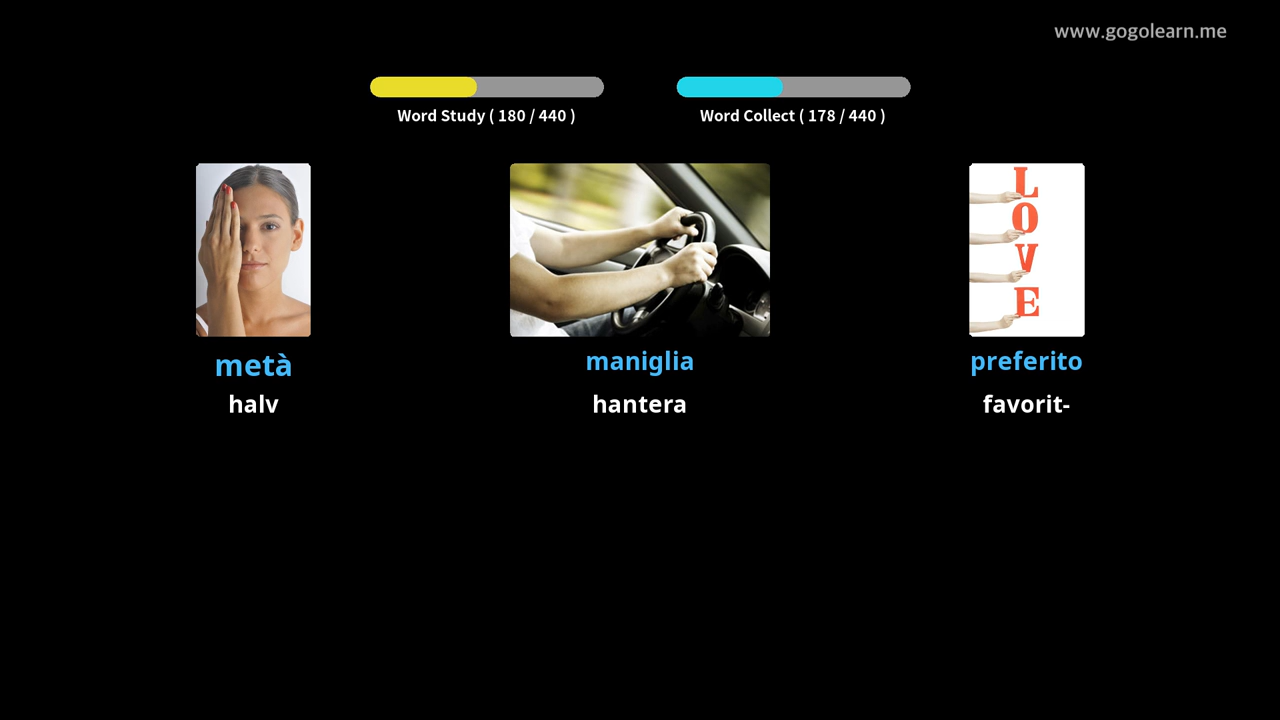 www.gogolearn.me
Word Study ( 180 / 440 )
Word Collect ( 178 / 440 )
L
O
V
E
metà
maniglia
preferito
halv
hantera
favorit-